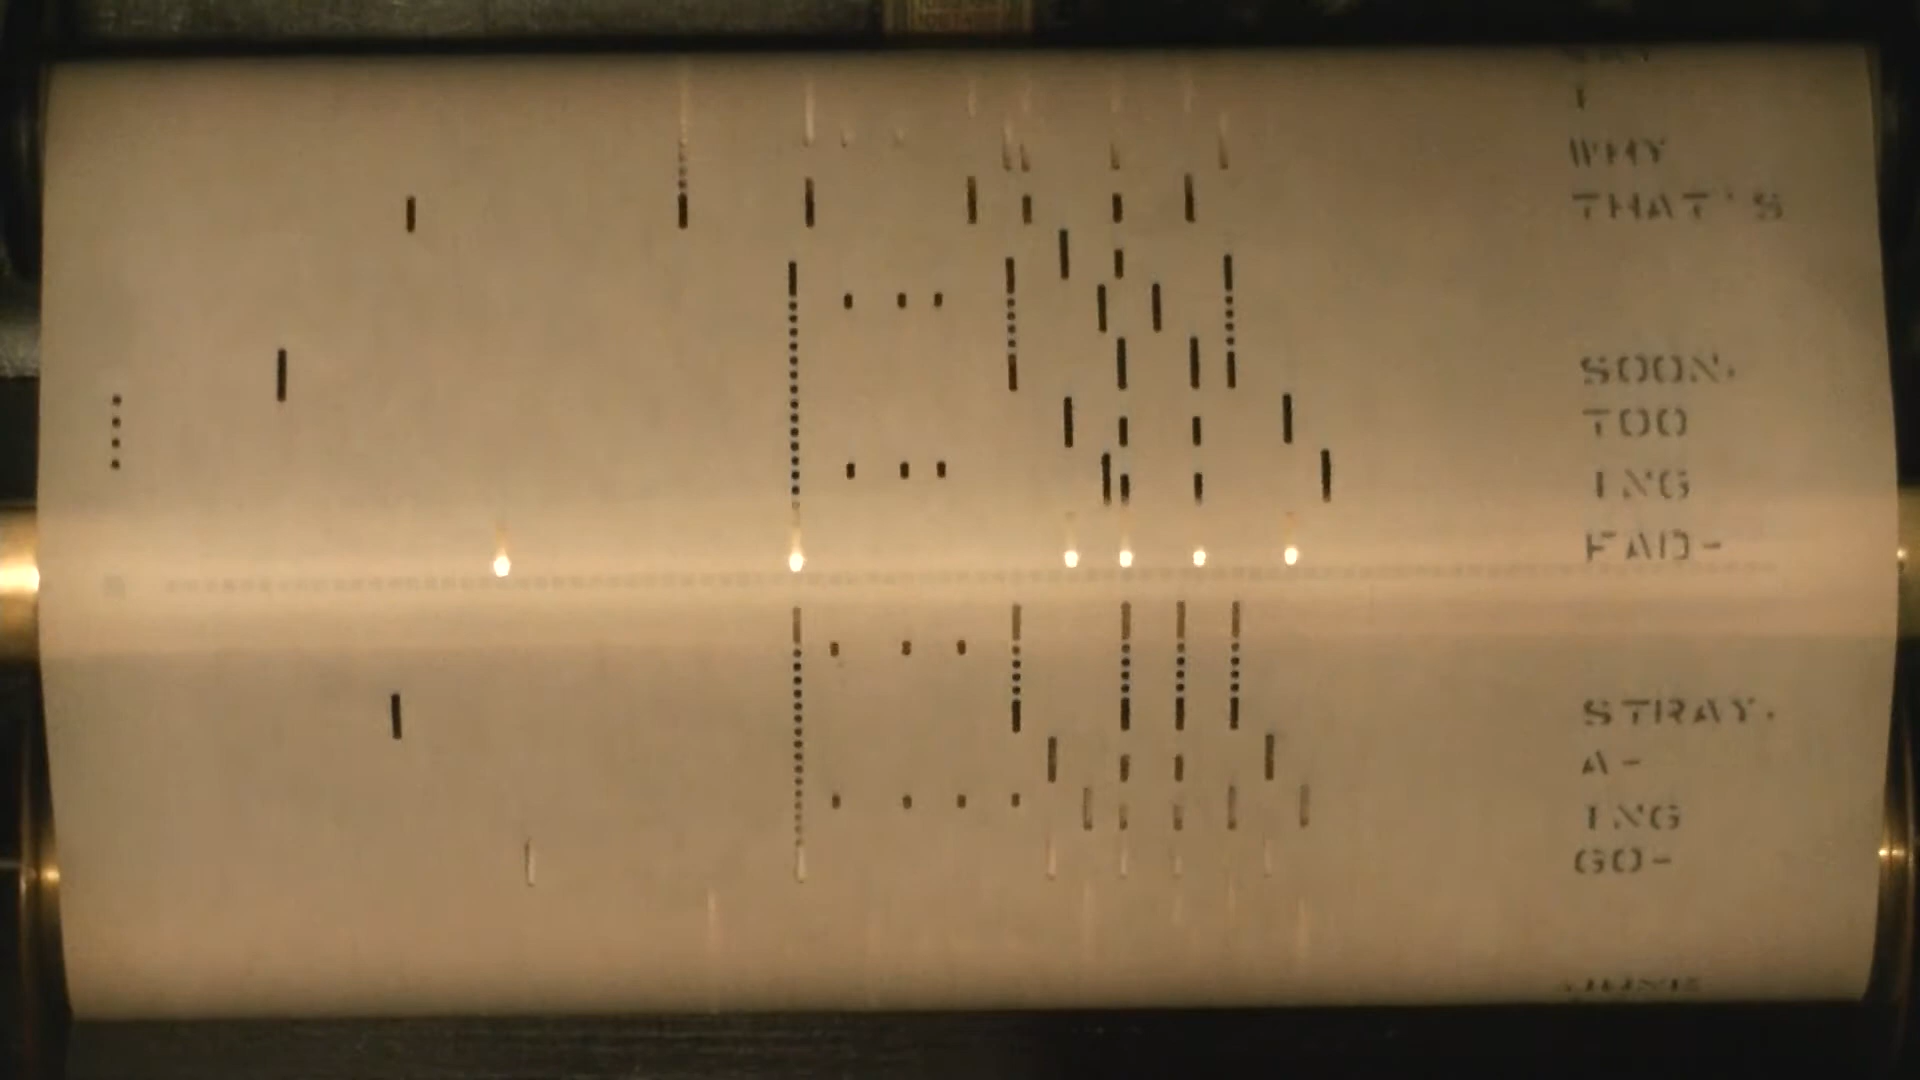 WHY
THAT'S
SOON.
TOO
ING
FAD-
STRAY.
A-
ING
GO-